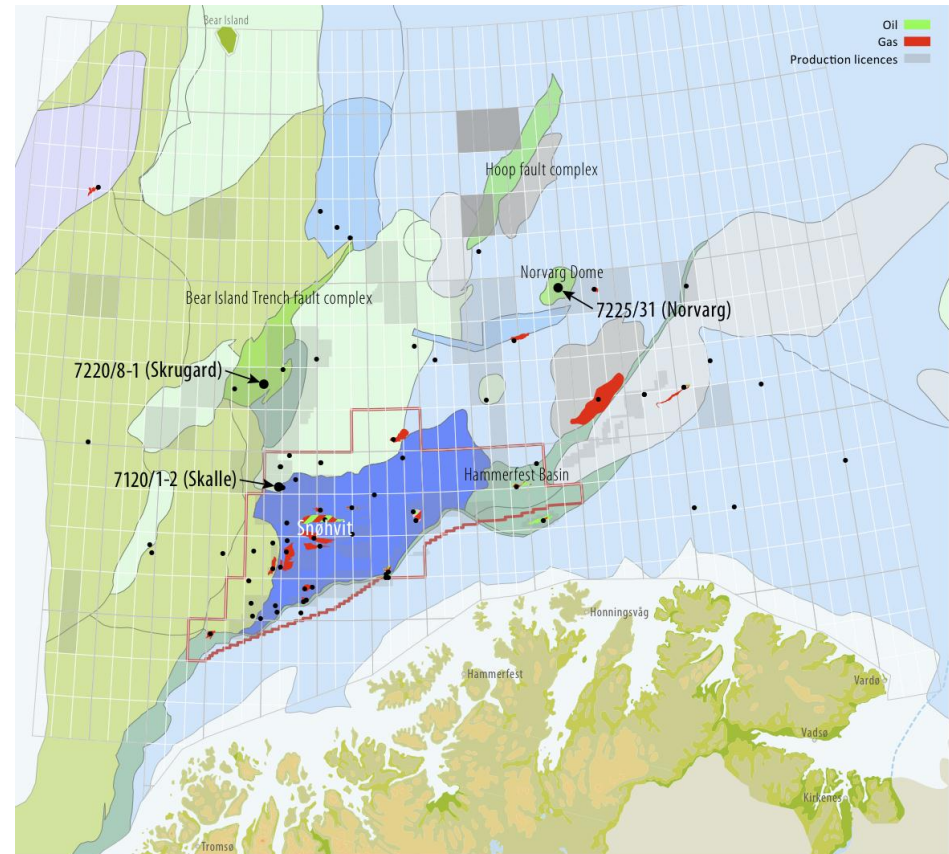 Bear Island
Oil
Gas
Production licences
Hoop fault complex
Norvarg Dome
Bear Island Trench fault complex
7225/31 (Norvarg)
7220/8-1 (Skrugard)
7120/1-2 (Skalle)
Hammerfest Basin
Snøhvit
Honningsvåg
Hammerfest
Vardø
Vadsø
Kirkenes
Tromsø